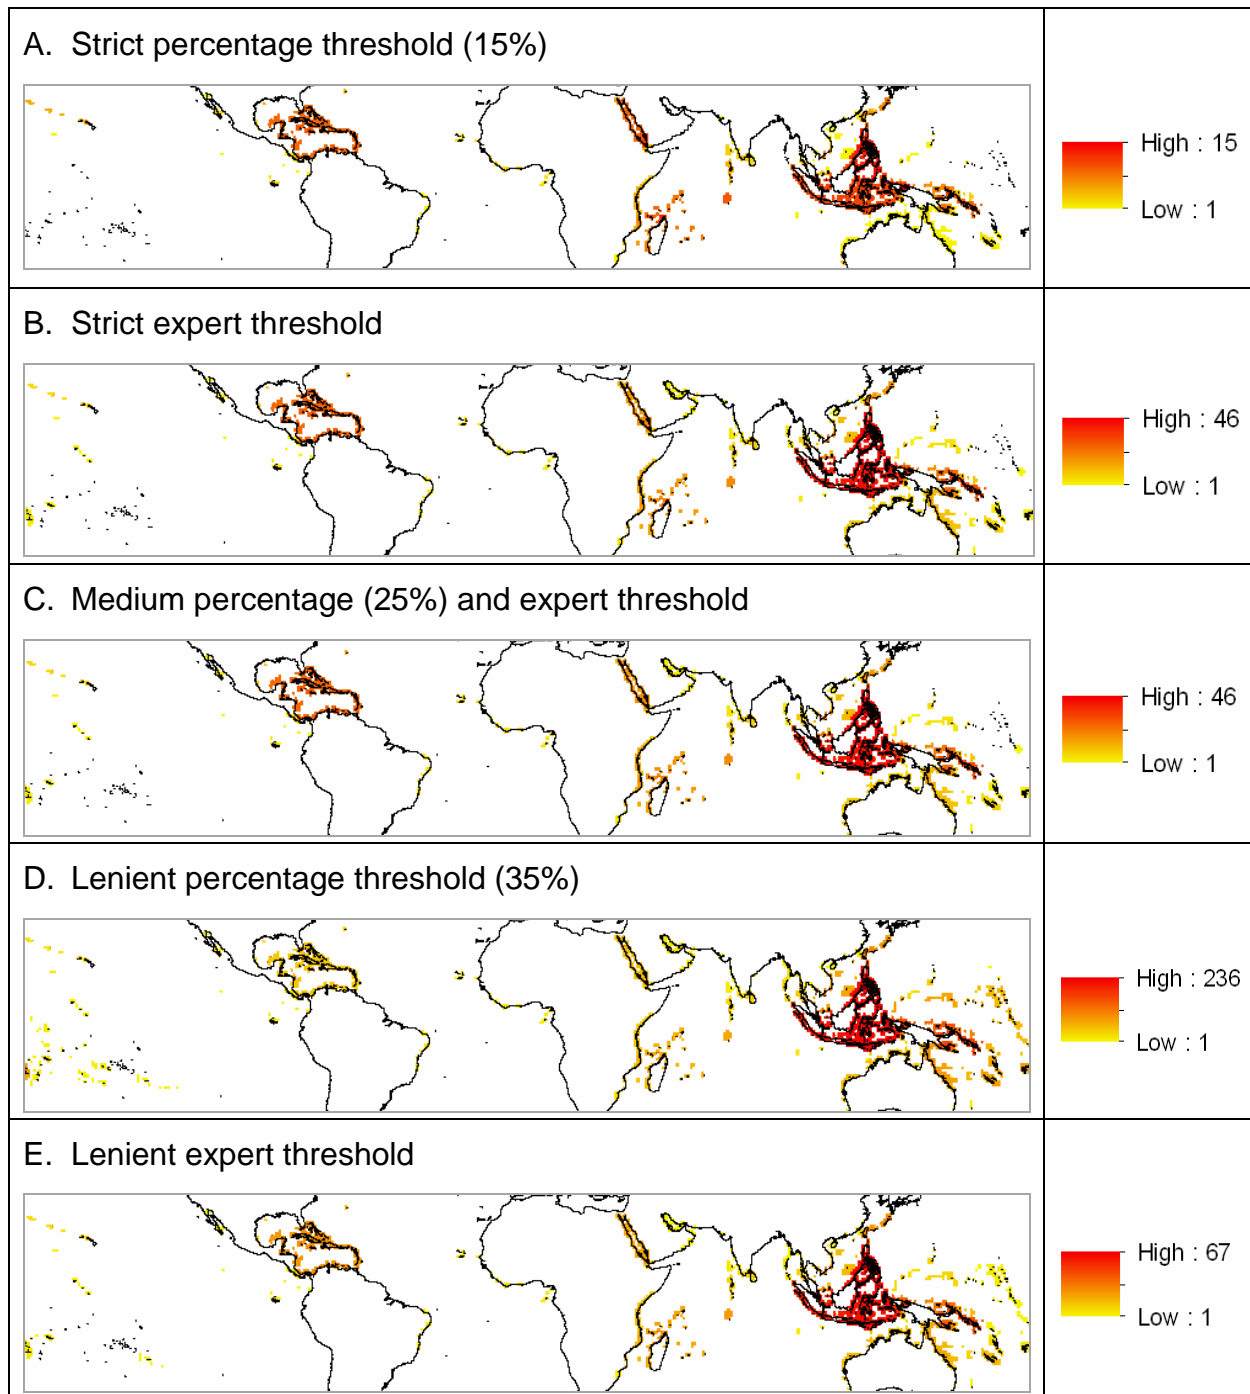 A. Strict percentage threshold (15%)
High : 15
Low : 1
B. Strict expert threshold
High : 46
Low : 1
C. Medium percentage (25%) and expert threshold
High : 46
Low : 1
D. Lenient percentage threshold (35%)
High : 236
Low : 1
E. Lenient expert threshold
High : 67
Low : 1